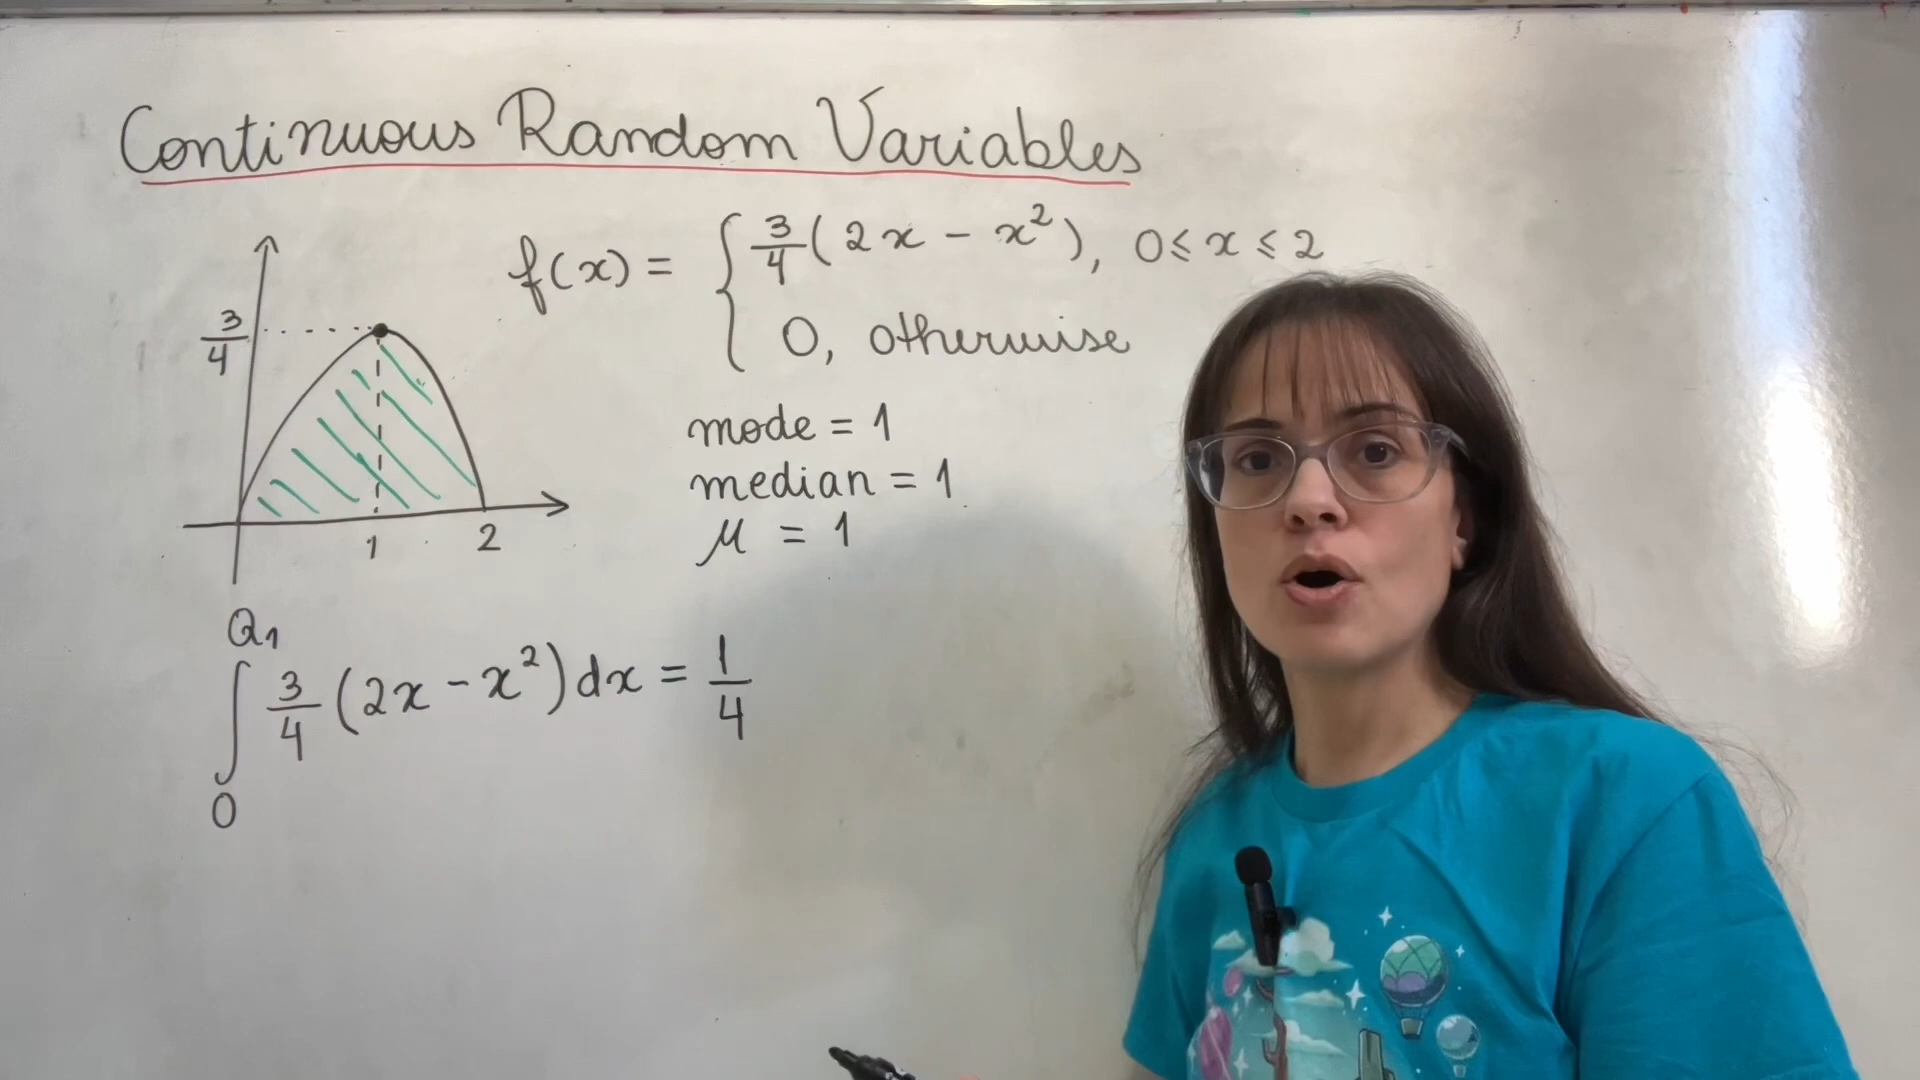 Continuous Random Variables
f(x) = { 3/4 (2x - x²), 0 ≤ x ≤ 2
0, otherwise
3/4
1 2
mode = 1
median = 1
μ = 1
Q₁
∫ 3/4 (2x - x²) dx = 1/4
0